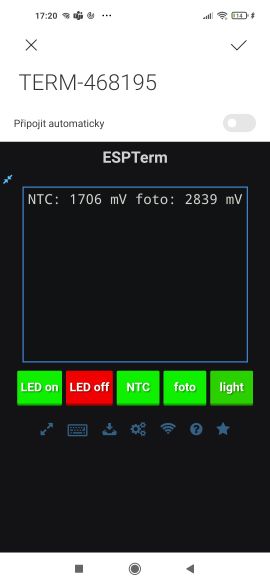 17:20
TERM-468195
Připojit automaticky
ESPTerm
NTC: 1706 mV foto: 2839 mV
LED on LED off NTC foto light